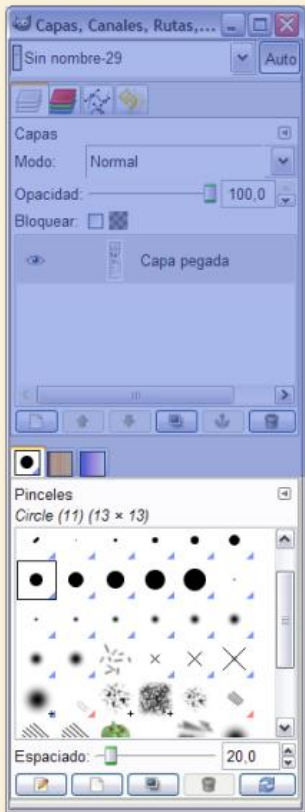 Capas, Canales, Rutas,...
Sin nombre-29 Auto
Capas
Modo: Normal
Opacidad: 100,0
Bloquear:
Capa pegada
Pinceles
Circle (11) (13 × 13)
Espaciado: 20,0